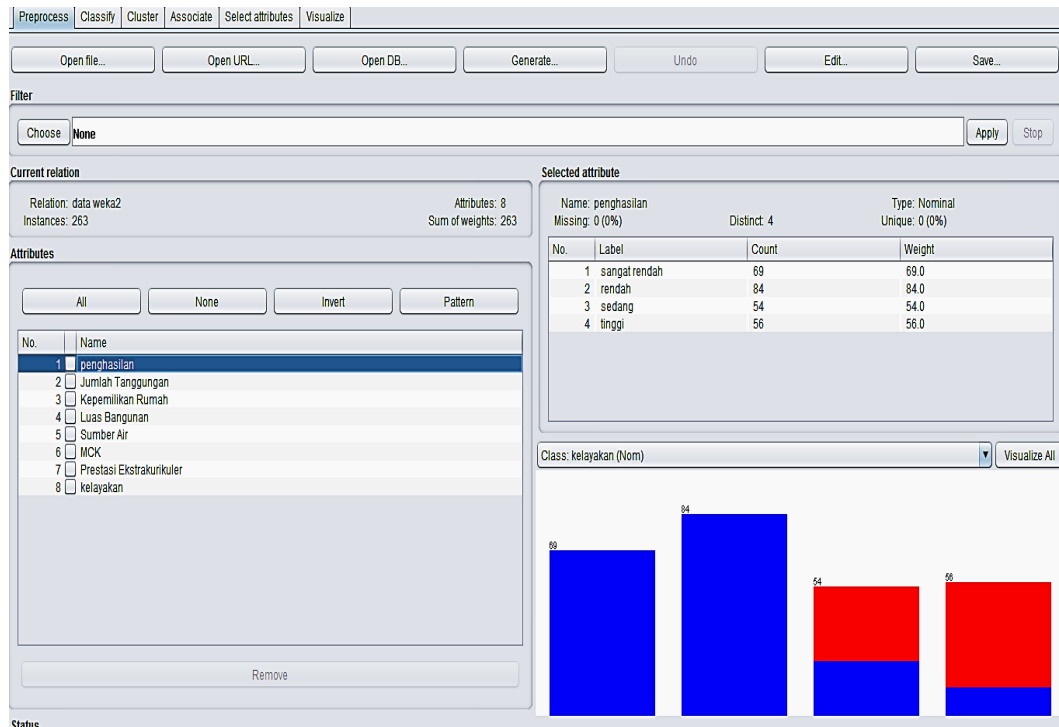 Preprocess Classify Cluster Associate Select attributes Visualize
Open file... Open URL... Open DB... Generate... Undo Edit... Save...
Filter
Choose None Apply Stop
Current relation
Relation: data weka2 Attributes: 8
Instances: 263 Sum of weights: 263
Attributes
All None Invert Pattern
No. Name
1 penghasilan
2 Jumlah Tanggungan
3 Kepemilikan Rumah
4 Luas Bangunan
5 Sumber Air
6 MCK
7 Prestasi Ekstrakurikuler
8 kelayakan
Remove
Status
Selected attribute
Name: penghasilan Type: Nominal
Missing: 0 (0%) Distinct: 4 Unique: 0 (0%)
No. Label Count Weight
1 sangat rendah 69 69.0
2 rendah 84 84.0
3 sedang 54 54.0
4 tinggi 56 56.0
Class: kelayakan (Nom) Visualize All
69 84 54 56